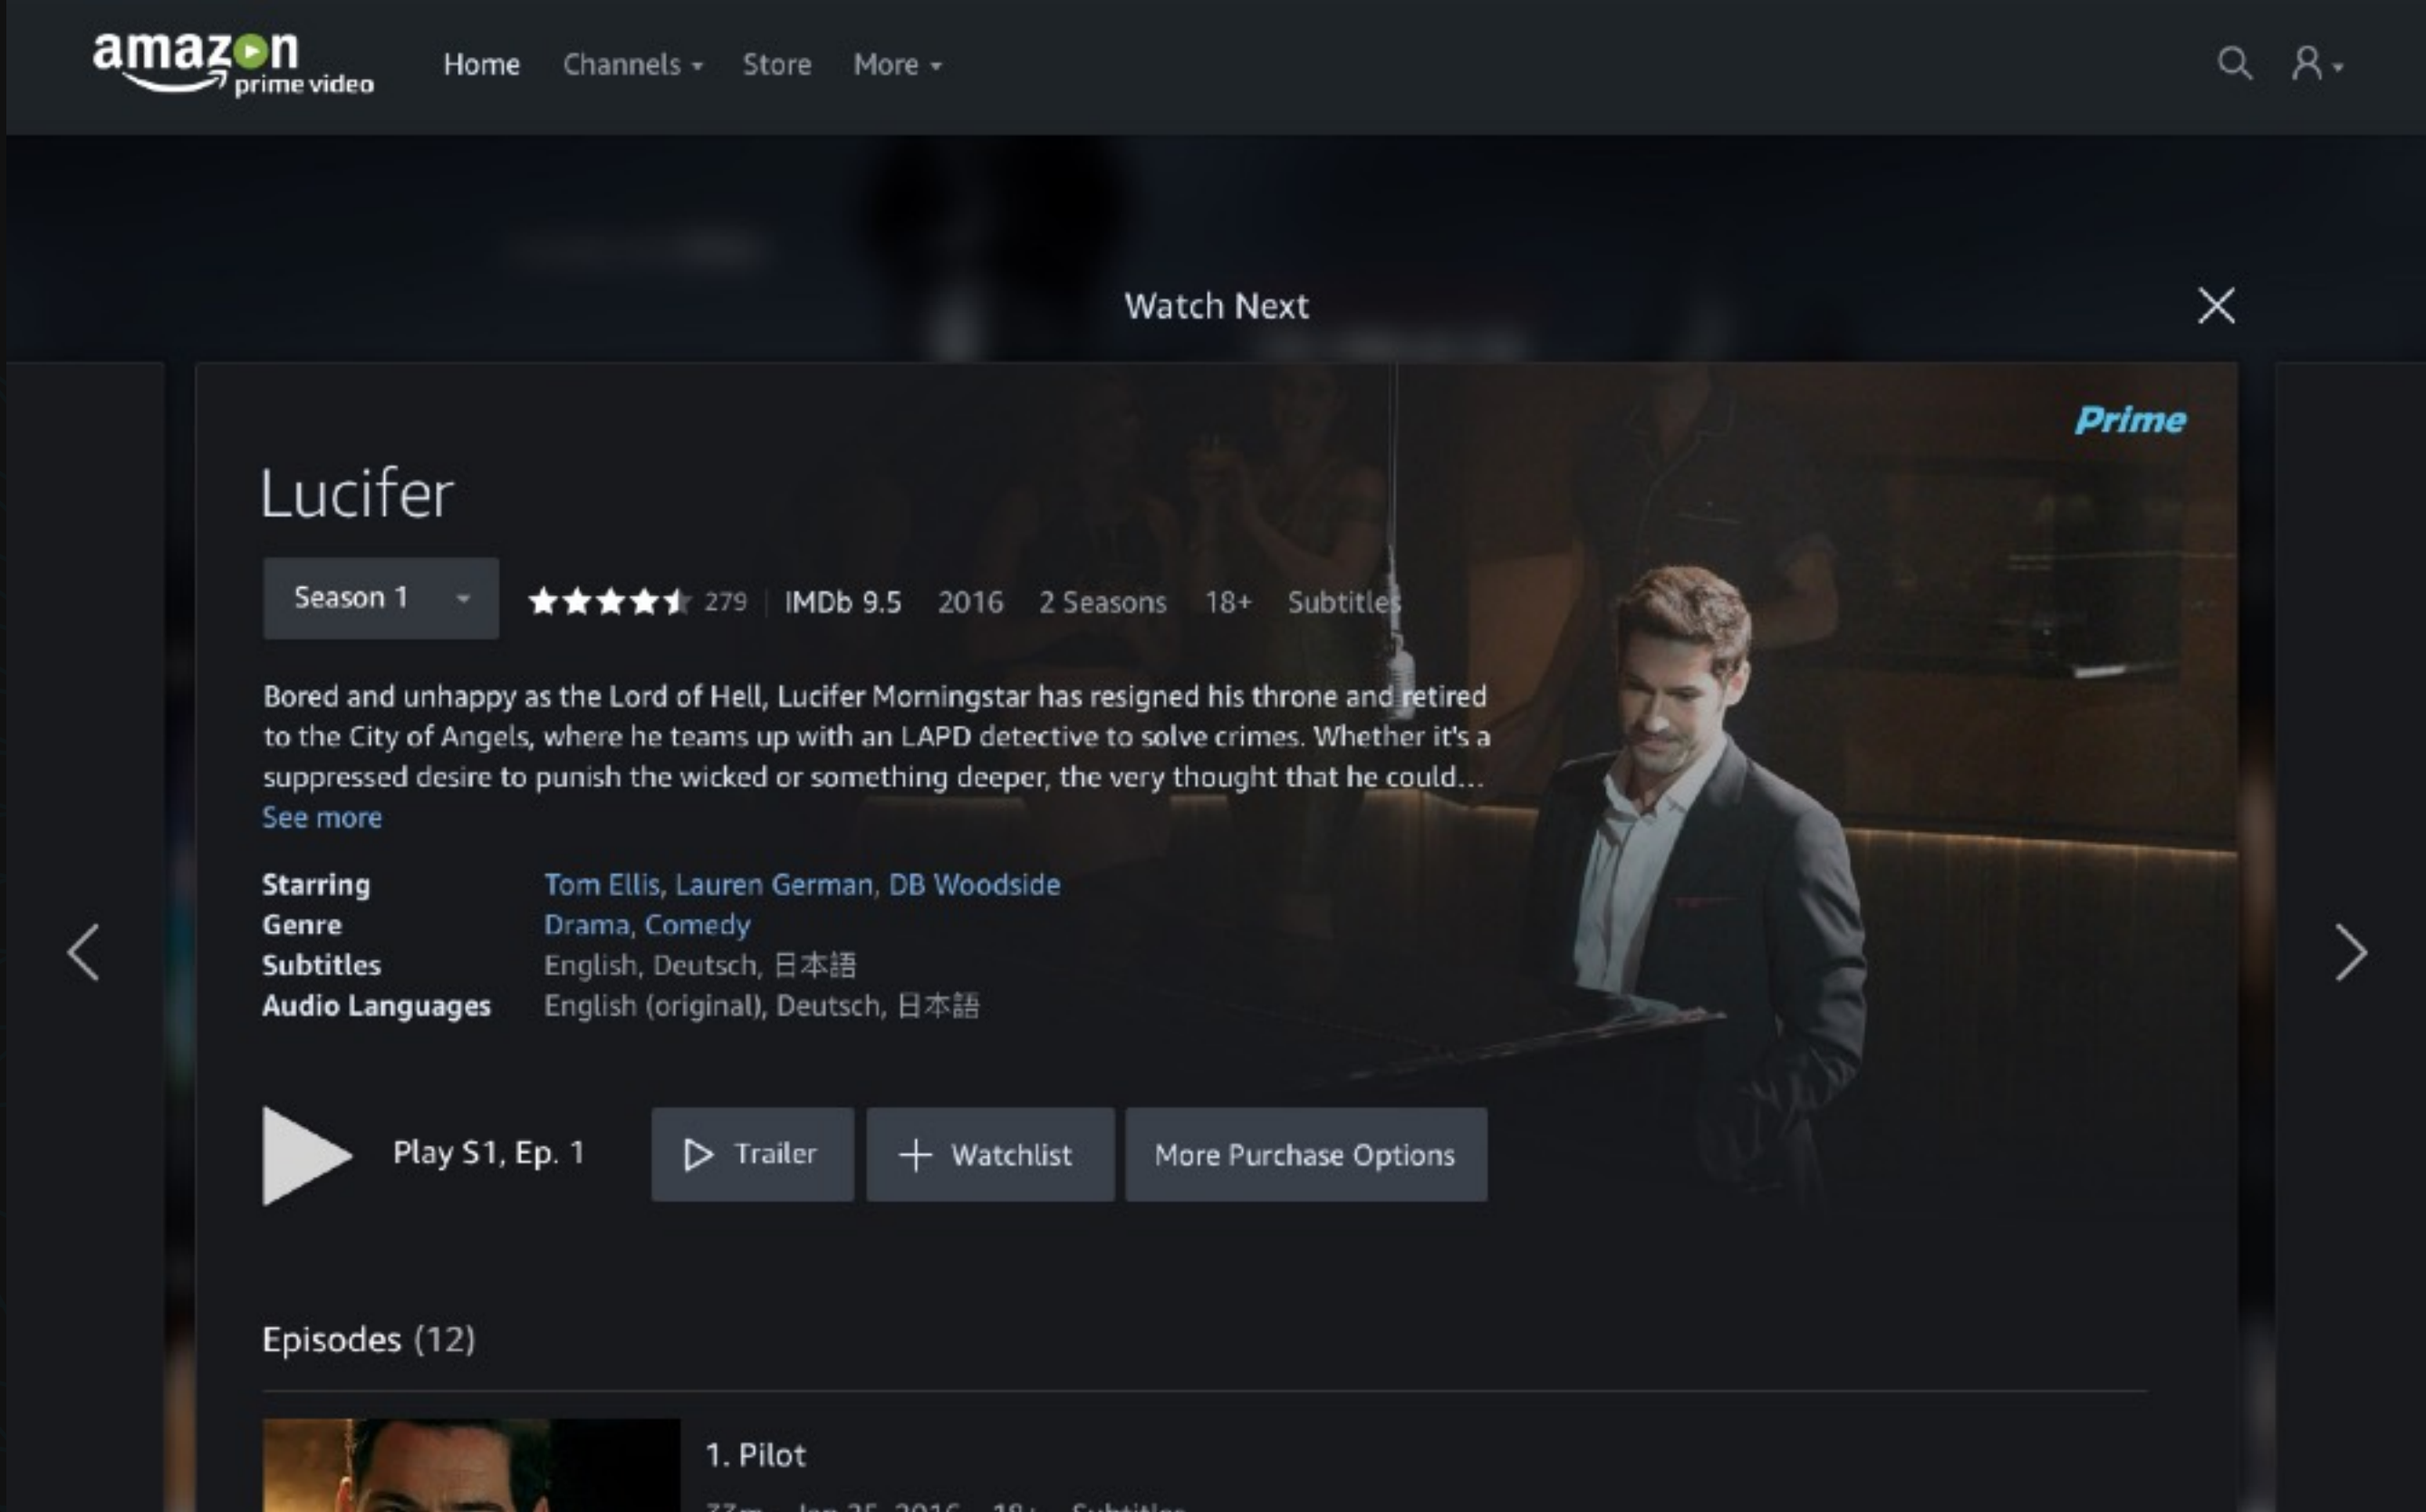 amazon
prime video
Home
Channels
Store
More
Watch Next
Prime
Lucifer
Season 1
279
IMDb 9.5
2016
2 Seasons
18+
Subtitles
Bored and unhappy as the Lord of Hell, Lucifer Morningstar has resigned his throne and retired
to the City of Angels, where he teams up with an LAPD detective to solve crimes. Whether it's a
suppressed desire to punish the wicked or something deeper, the very thought that he could...
See more
Starring Tom Ellis, Lauren German, DB Woodside
Genre Drama, Comedy
Subtitles English, Deutsch, 日本語
Audio Languages English (original), Deutsch, 日本語
Play S1, Ep. 1
Trailer
Watchlist
More Purchase Options
Episodes (12)
1. Pilot
Jan 25, 2016 18+ Subtitles